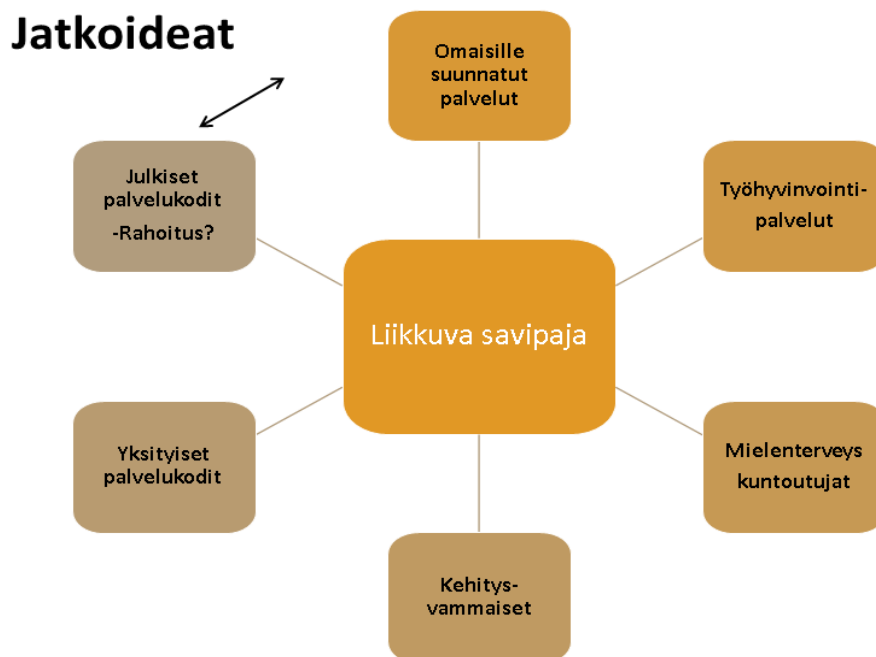 Jatkoideat
Omaisille
suunnatut
palvelut
Julkiset
palvelukodit
-Rahoitus?
Työhyvinvointi-
palvelut
Liikkuva savipaja
Yksityiset
palvelukodit
Mielenterveys
kuntoutujat
Kehitys-
vammaiset